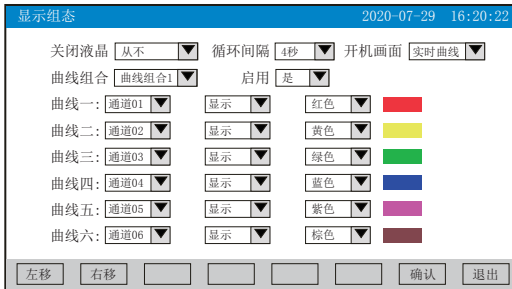 显示组态 2020-07-29 16:20:22
关闭液晶 从不 循环间隔 4秒 开机画面 实时曲线
曲线组合 曲线组合1 启用 是
曲线一: 通道01 显示 红色
曲线二: 通道02 显示 黄色
曲线三: 通道03 显示 绿色
曲线四: 通道04 显示 蓝色
曲线五: 通道05 显示 紫色
曲线六: 通道06 显示 棕色
左移 右移 确认 退出